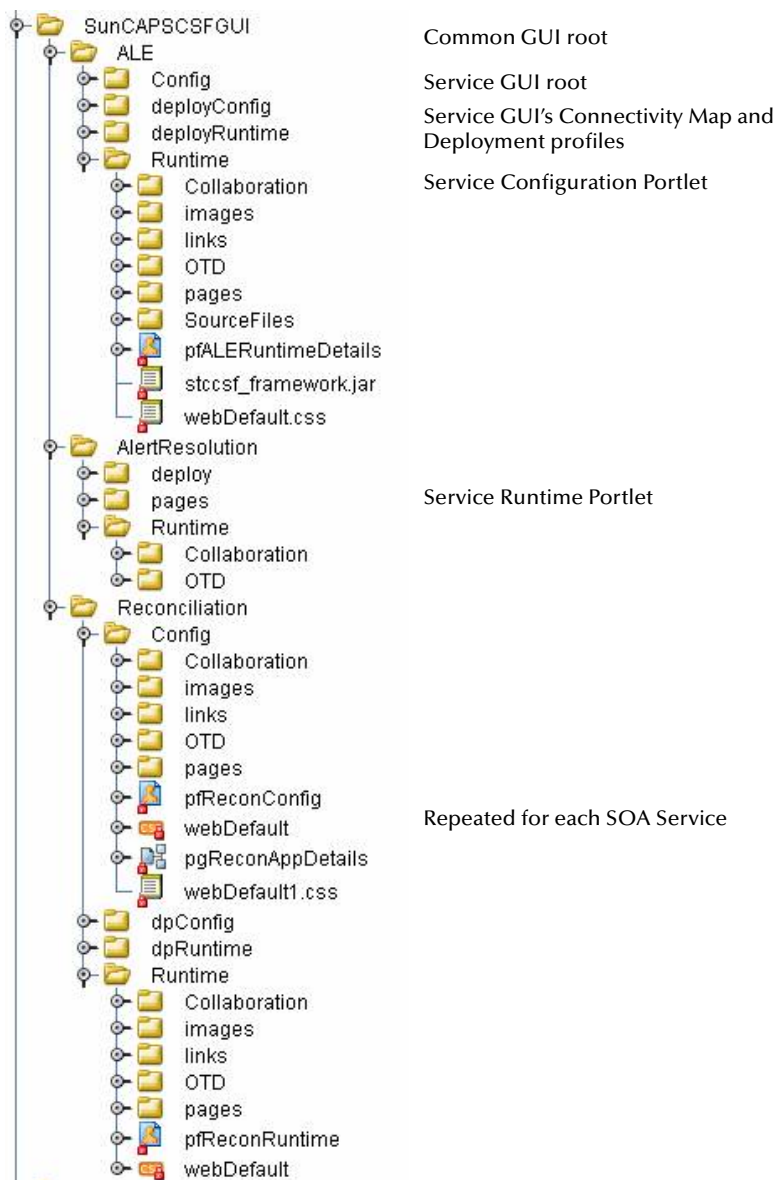 SunCAPSCSFGUI
Common GUI root
ALE
Config
Service GUI root
deployConfig
Service GUI's Connectivity Map and
deployRuntime
Deployment profiles
Runtime
Collaboration
Service Configuration Portlet
images
links
OTD
pages
SourceFiles
pfALERuntimeDetails
stccsf_framework.jar
webDefault.css
AlertResolution
deploy
pages
Service Runtime Portlet
Runtime
Collaboration
OTD
Reconciliation
Config
Collaboration
images
links
OTD
pages
pfReconConfig
Repeated for each SOA Service
webDefault
pgReconAppDetails
webDefault1.css
dpConfig
dpRuntime
Runtime
Collaboration
images
links
OTD
pages
pfReconRuntime
webDefault